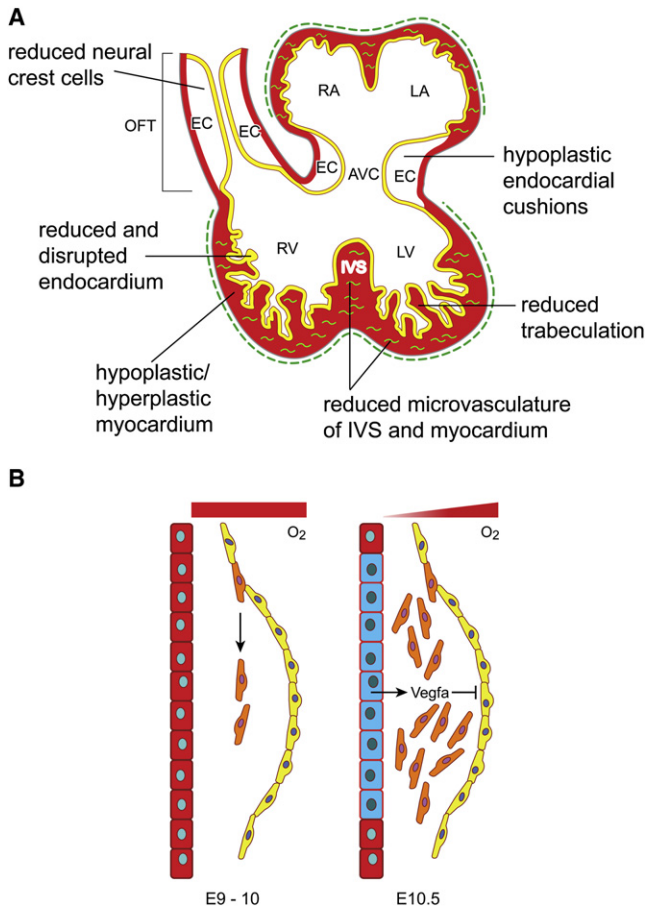 A
reduced neural
crest cells
OFT
EC
EC
EC
AVC
EC
RA
LA
hypoplastic
endocardial
cushions
reduced and
disrupted
endocardium
RV
IVS
LV
reduced
trabeculation
hypoplastic/
hyperplastic
myocardium
reduced microvasculature
of IVS and myocardium
B
O2
O2
Vegfa
E9 - 10
E10.5